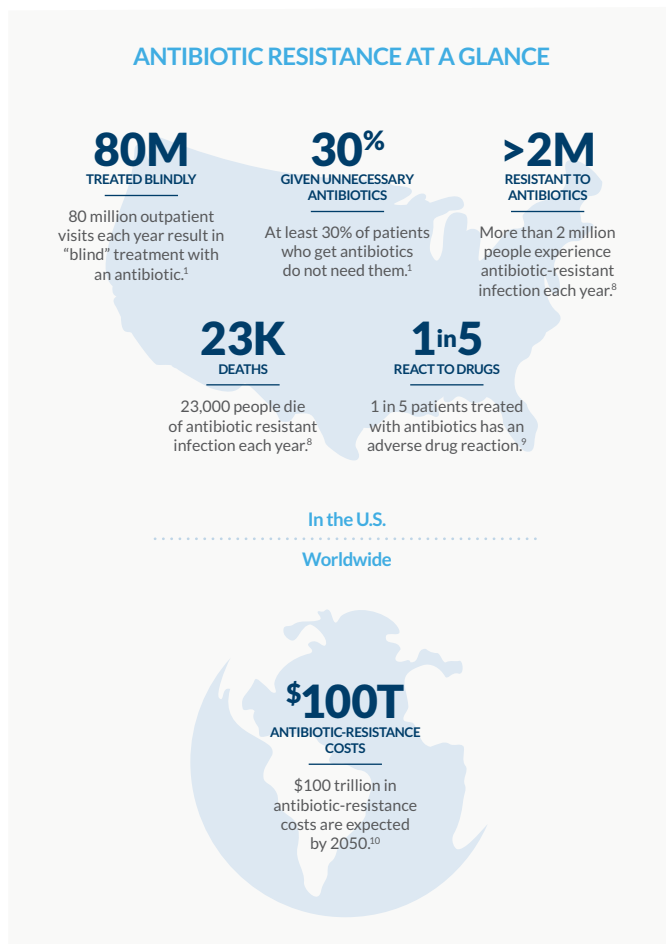 ANTIBIOTIC RESISTANCE AT A GLANCE
80M
TREATED BLINDLY
80 million outpatient
visits each year result in
“blind” treatment with
an antibiotic.1
30%
GIVEN UNNECESSARY
ANTIBIOTICS
At least 30% of patients
who get antibiotics
do not need them.1
>2M
RESISTANT TO
ANTIBIOTICS
More than 2 million
people experience
antibiotic-resistant
infection each year.8
23K
DEATHS
23,000 people die
of antibiotic resistant
infection each year.8
1in5
REACT TO DRUGS
1 in 5 patients treated
with antibiotics has an
adverse drug reaction.9
In the U.S.
Worldwide
$100T
ANTIBIOTIC-RESISTANCE
COSTS
$100 trillion in
antibiotic-resistance
costs are expected
by 2050.10